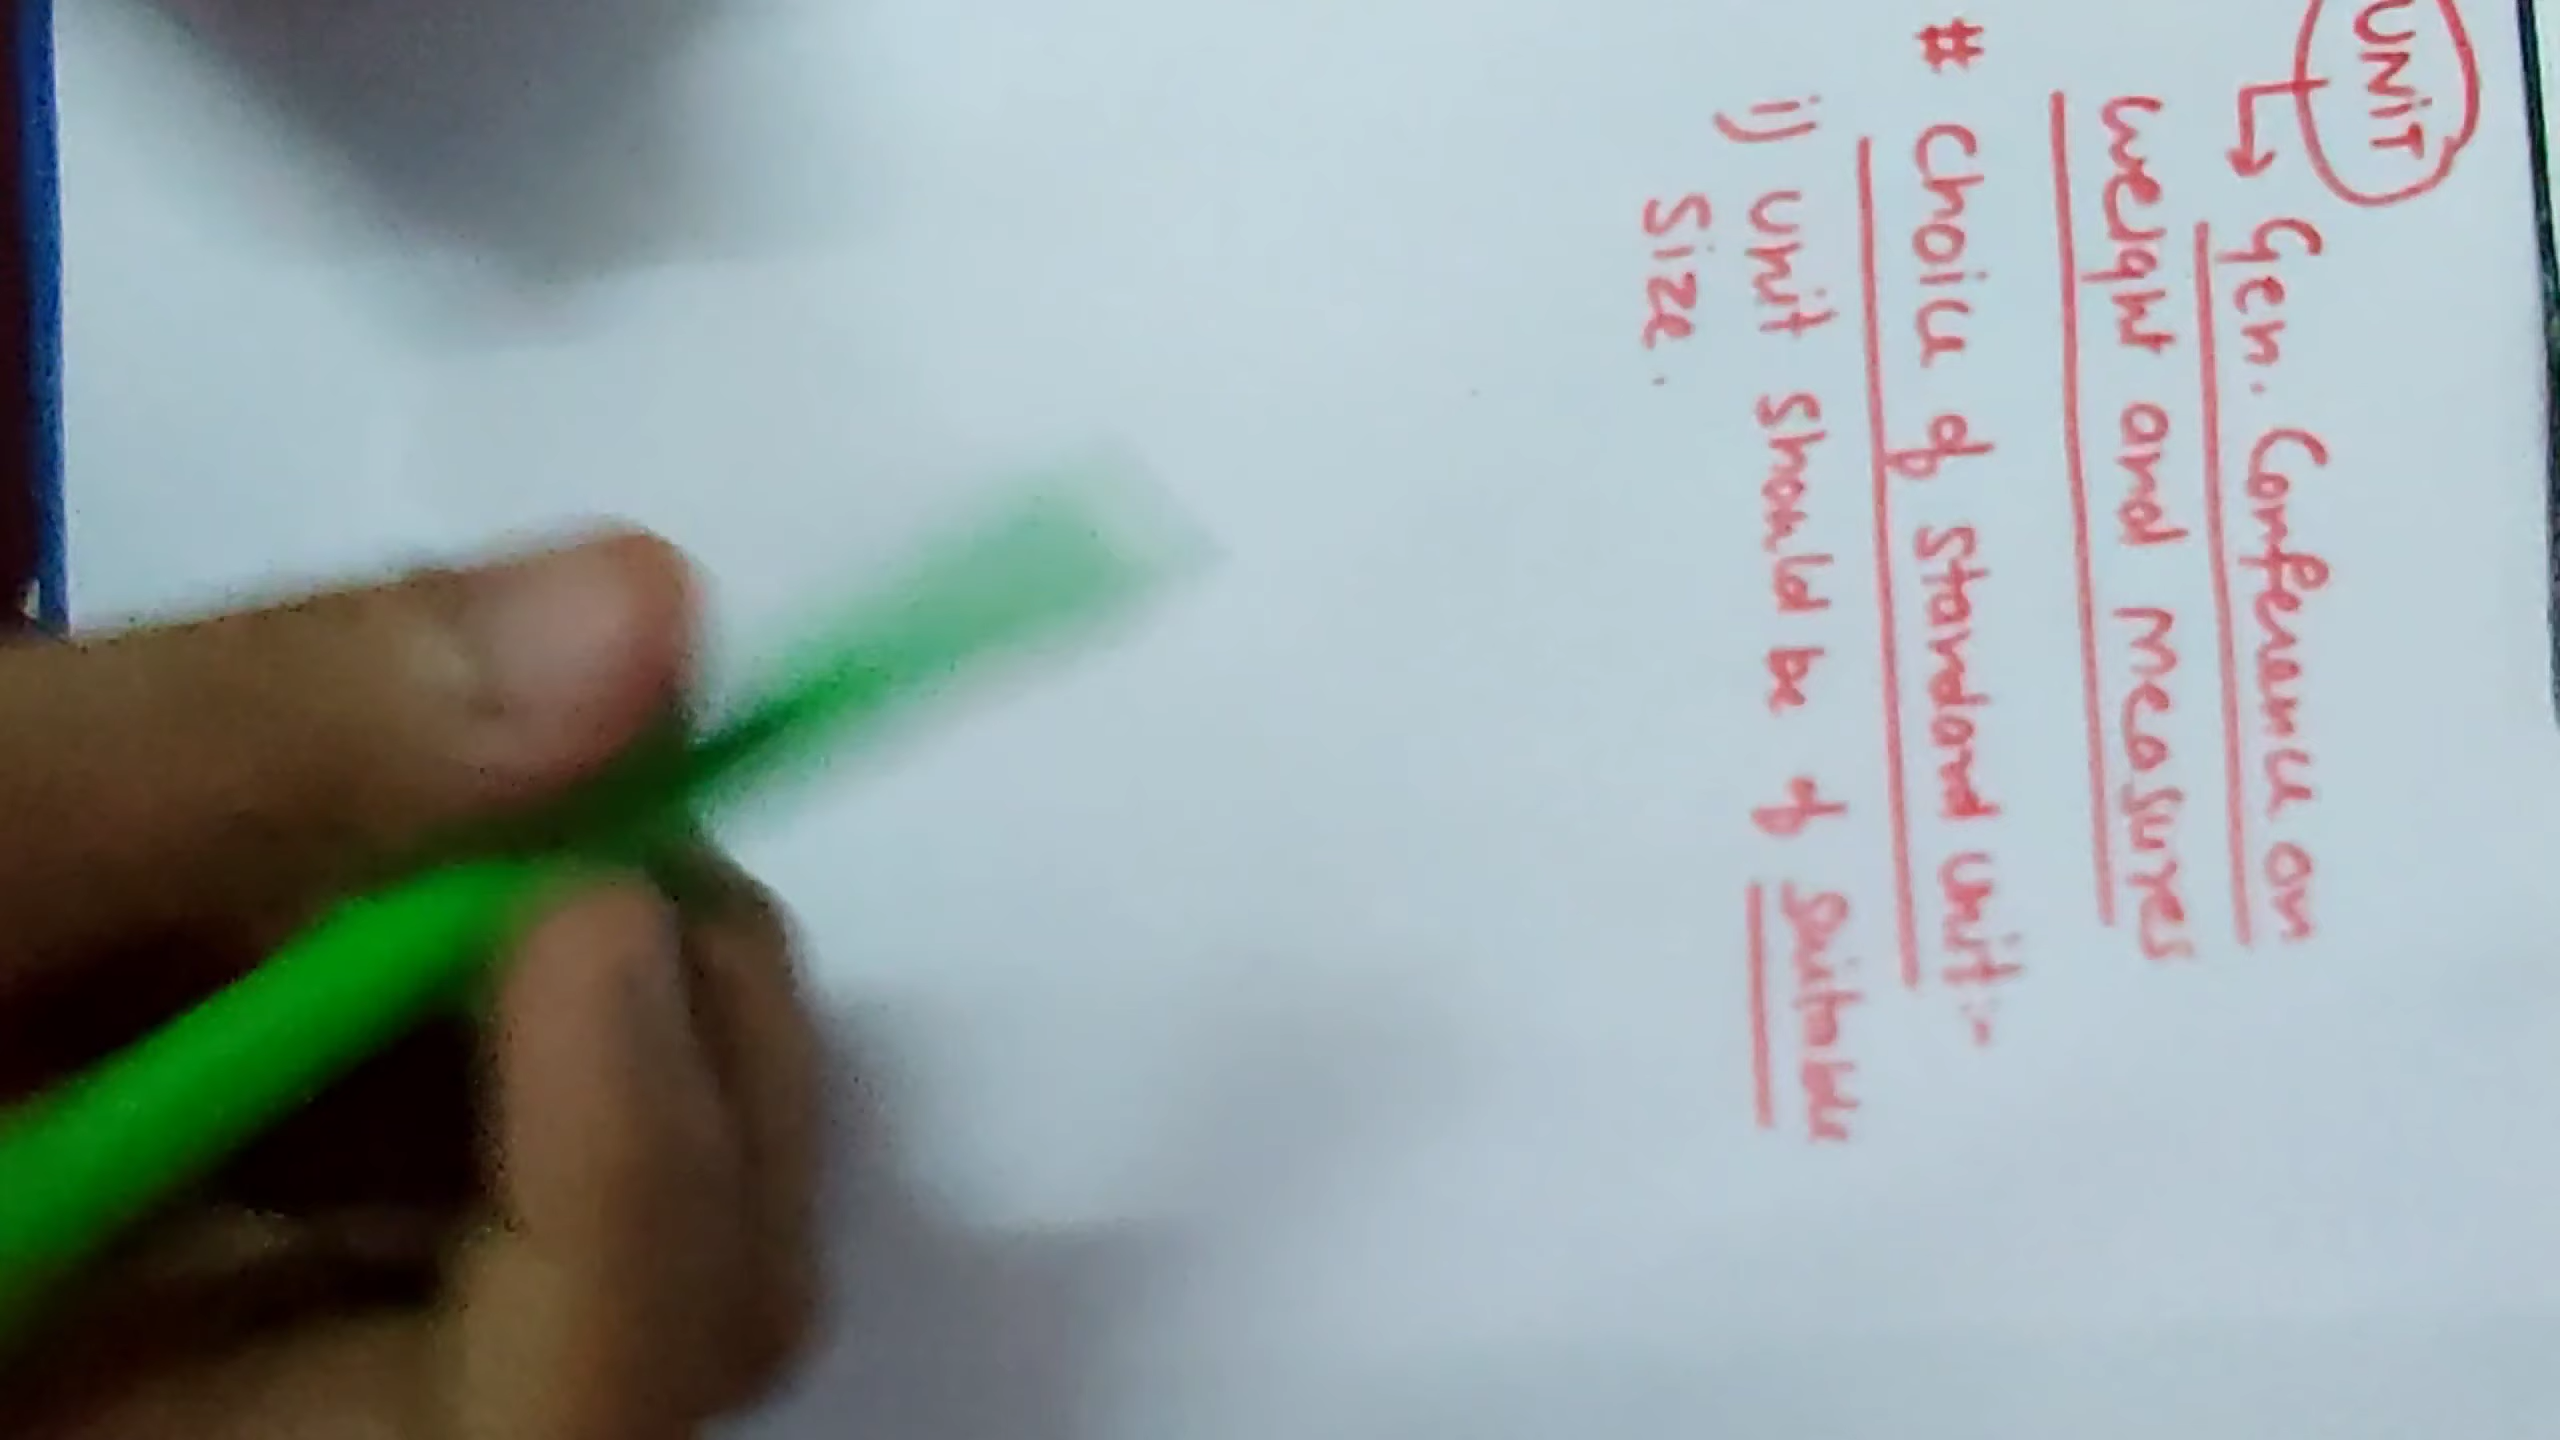 UNIT
↳ Gen. Conference on
weight and measures
# Choice of standard unit:-
i) Unit should be of suitable
size.